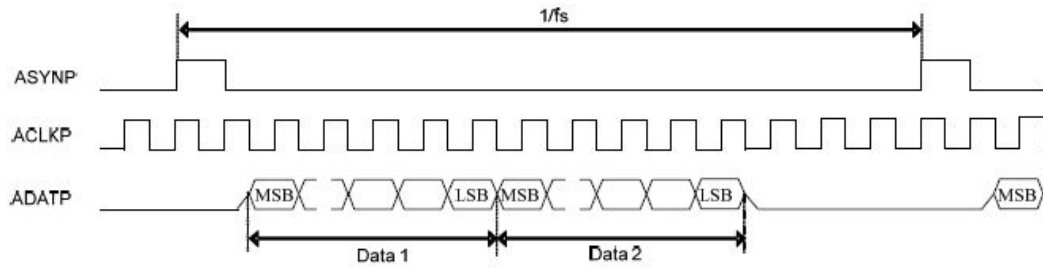 1/fs
ASYNP
ACLKP
ADATP MSB LSB MSB LSB MSB
Data 1 Data 2